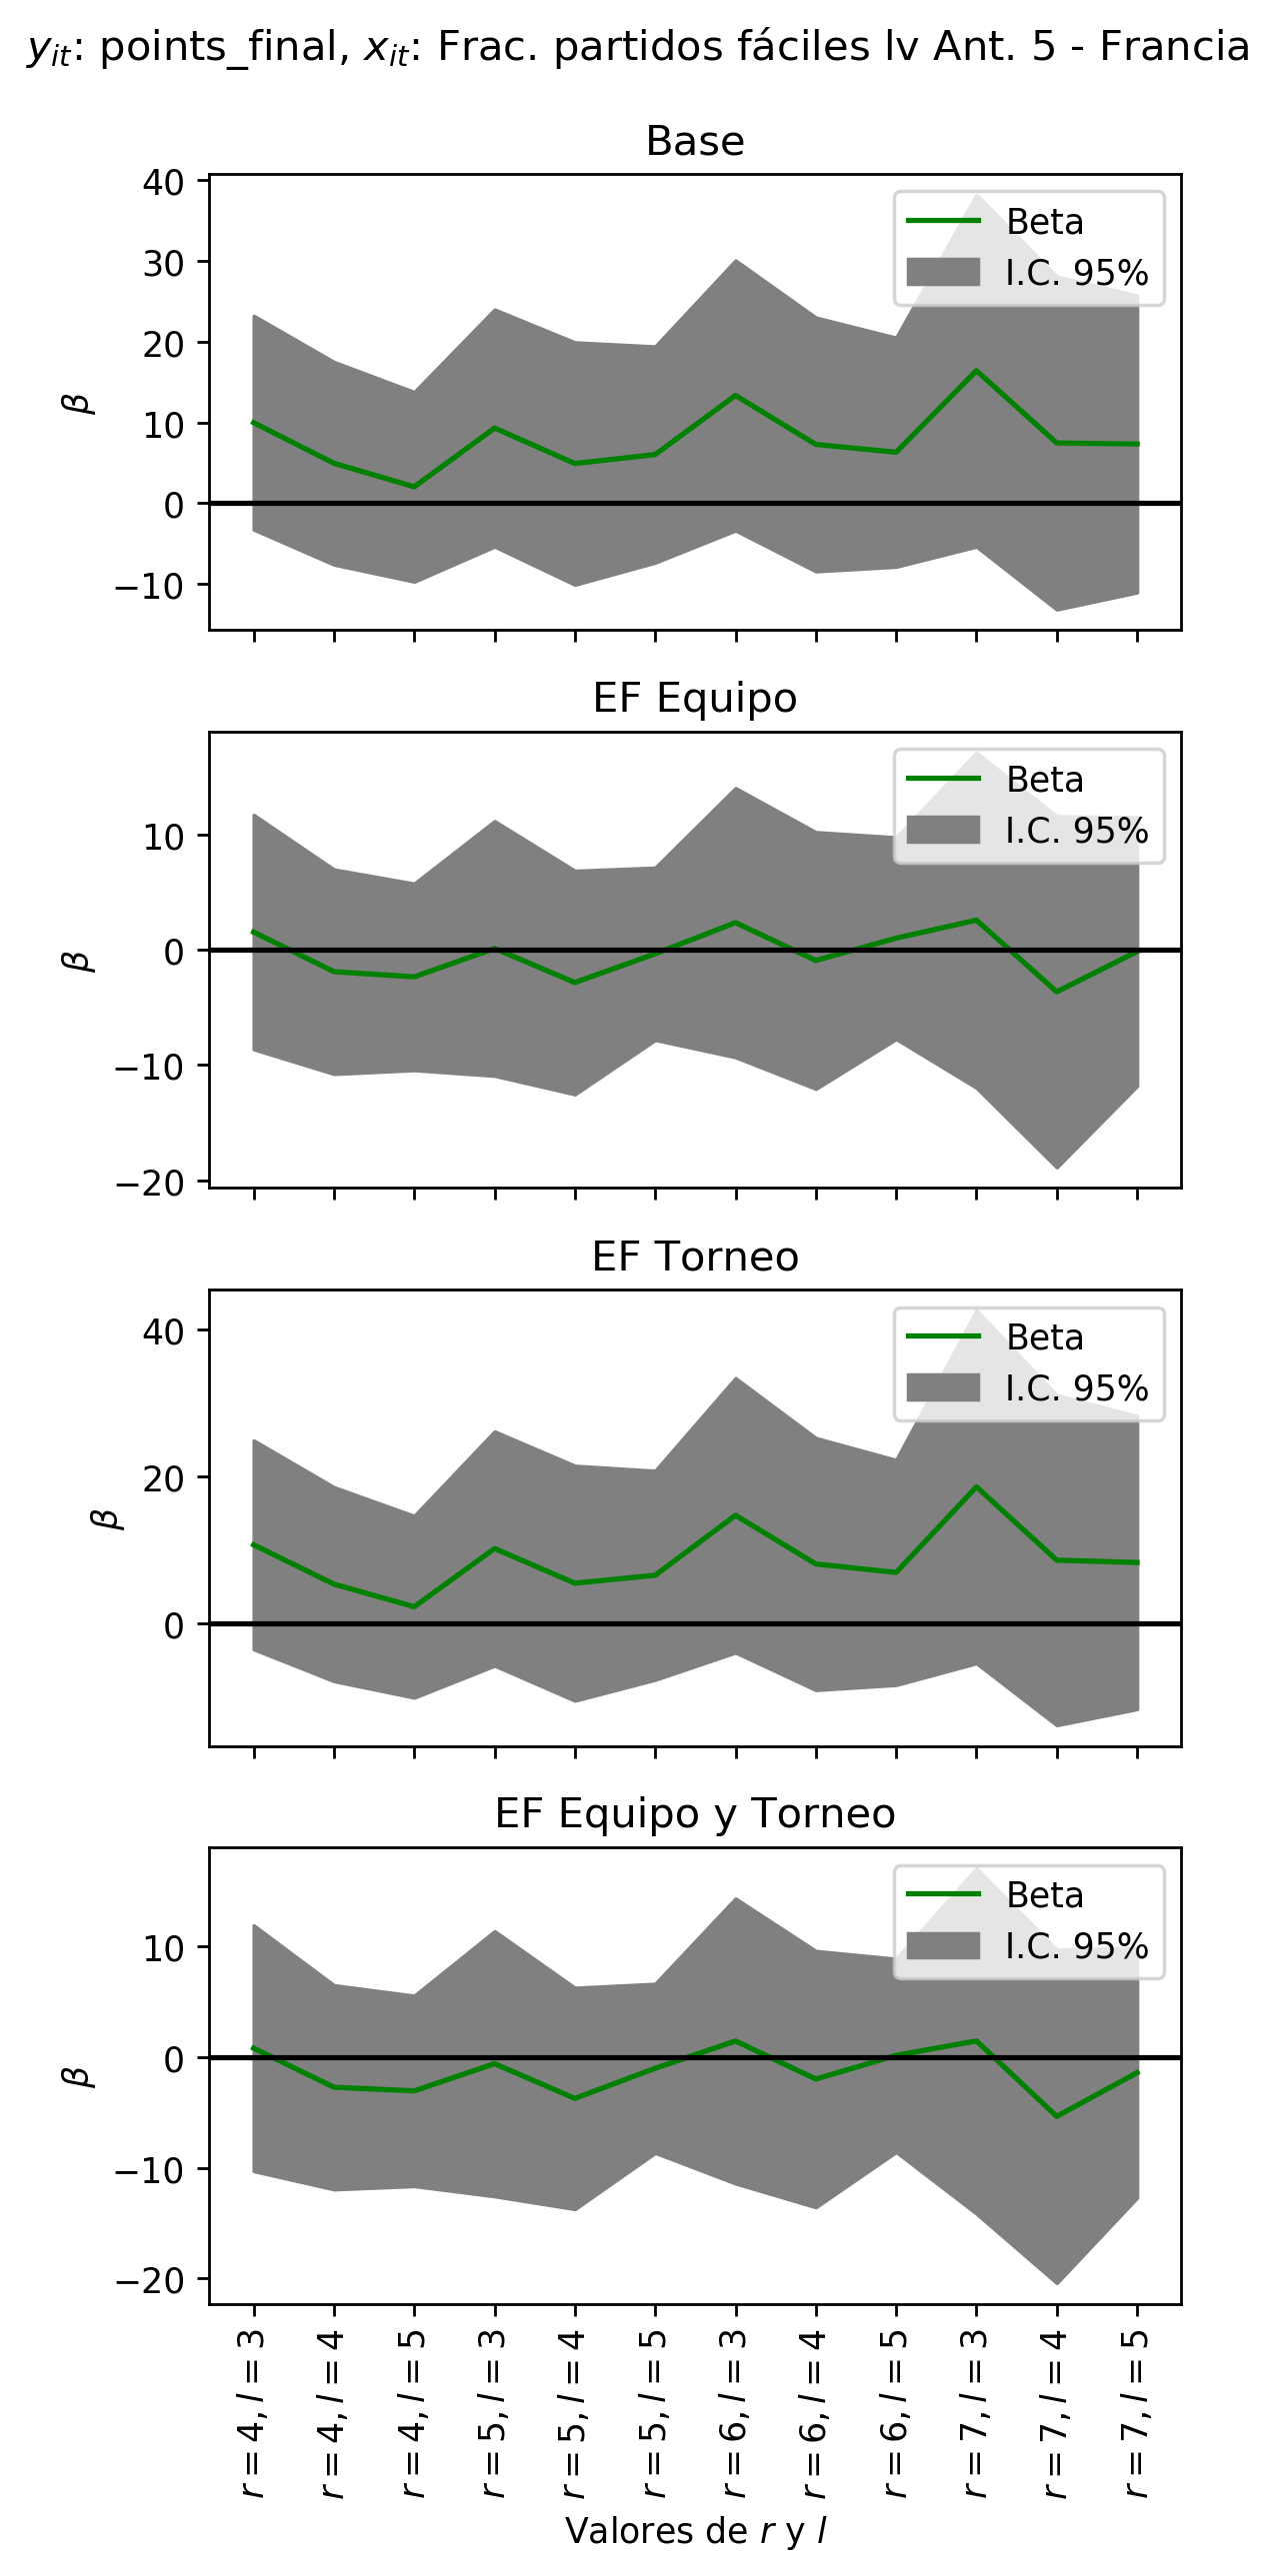 y_it: points_final, x_it: Frac. partidos fáciles lv Ant. 5 - Francia
Base
40
30
20
10
0
−10
β
Beta
I.C. 95%
EF Equipo
10
0
−10
−20
β
Beta
I.C. 95%
EF Torneo
40
20
0
β
Beta
I.C. 95%
EF Equipo y Torneo
10
0
−10
−20
β
Beta
I.C. 95%
r = 4, l = 3
r = 4, l = 4
r = 4, l = 5
r = 5, l = 3
r = 5, l = 4
r = 5, l = 5
r = 6, l = 3
r = 6, l = 4
r = 6, l = 5
r = 7, l = 3
r = 7, l = 4
r = 7, l = 5
Valores de r y l